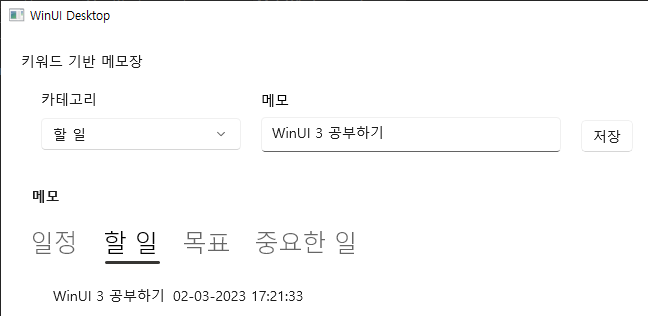 WinUI Desktop
키워드 기반 메모장
카테고리 메모
할 일 WinUI 3 공부하기 저장
메모
일정 할 일 목표 중요한 일
WinUI 3 공부하기 02-03-2023 17:21:33